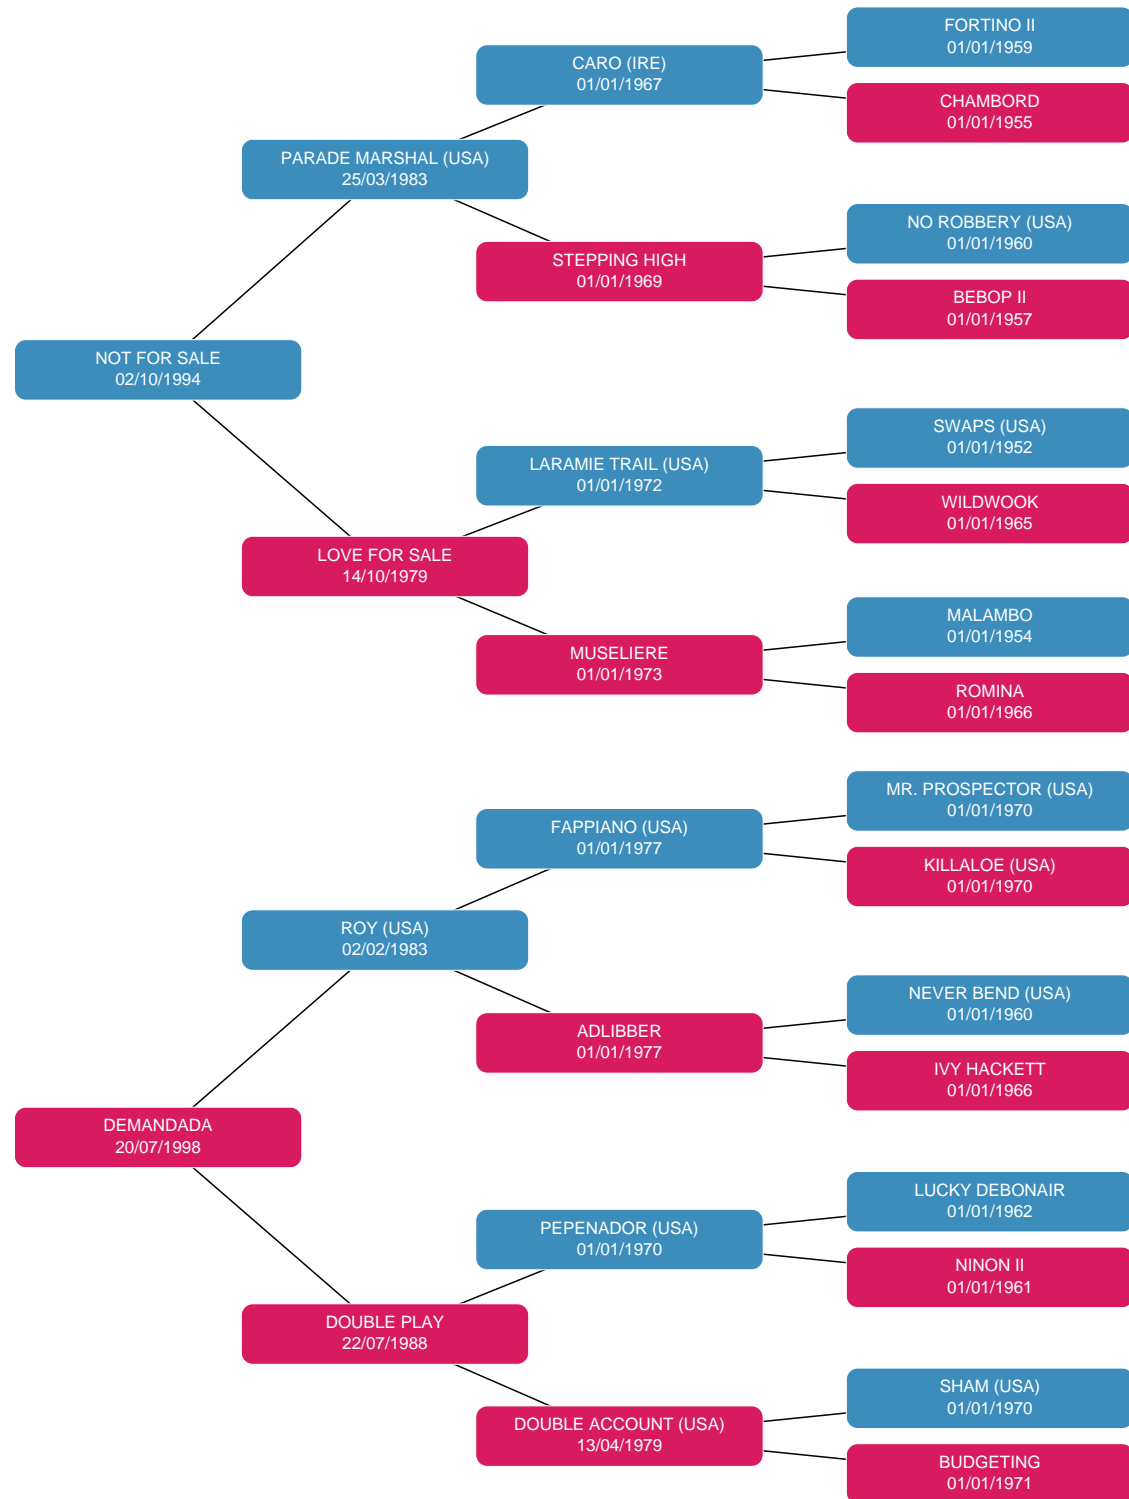 FORTINO II
01/01/1959
CARO (IRE)
01/01/1967
CHAMBORD
01/01/1955
PARADE MARSHAL (USA)
25/03/1983
NO ROBBERY (USA)
01/01/1960
STEPPING HIGH
01/01/1969
BEBOP II
01/01/1957
NOT FOR SALE
02/10/1994
SWAPS (USA)
01/01/1952
LARAMIE TRAIL (USA)
01/01/1972
WILDWOOK
01/01/1965
LOVE FOR SALE
14/10/1979
MALAMBO
01/01/1954
MUSELIERE
01/01/1973
ROMINA
01/01/1966
MR. PROSPECTOR (USA)
01/01/1970
FAPPIANO (USA)
01/01/1977
KILLALOE (USA)
01/01/1970
ROY (USA)
02/02/1983
NEVER BEND (USA)
01/01/1960
ADLIBBER
01/01/1977
IVY HACKETT
01/01/1966
DEMANDADA
20/07/1998
LUCKY DEBONAIR
01/01/1962
PEPENADOR (USA)
01/01/1970
NINON II
01/01/1961
DOUBLE PLAY
22/07/1988
SHAM (USA)
01/01/1970
DOUBLE ACCOUNT (USA)
13/04/1979
BUDGETING
01/01/1971